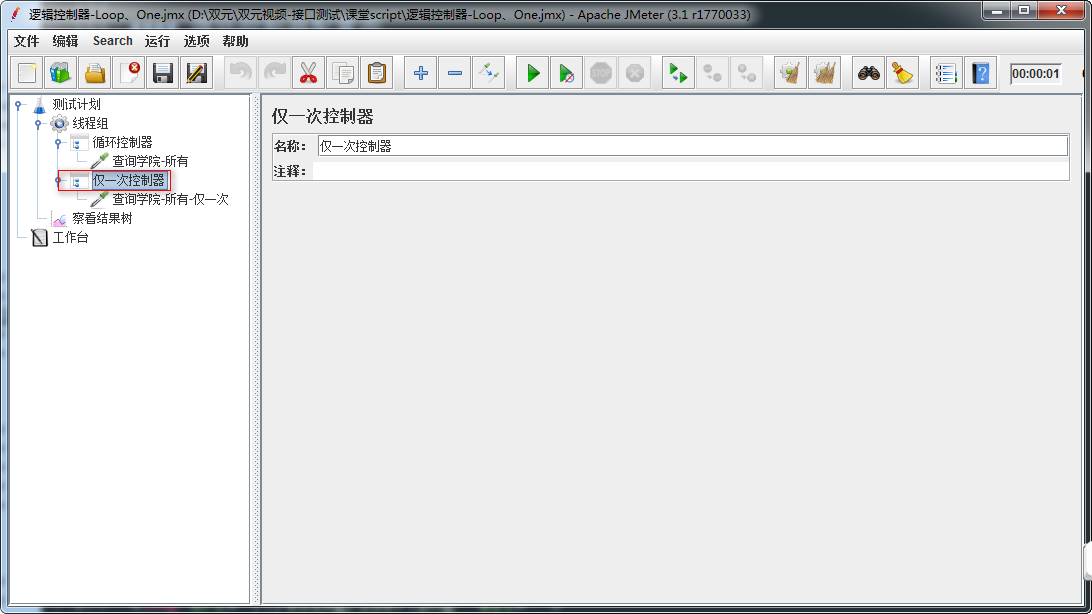 逻辑控制器-Loop、One.jmx (D:\双元\双元视频-接口测试\课堂script\逻辑控制器-Loop、One.jmx) - Apache JMeter (3.1 r1770033)
文件 编辑 Search 运行 选项 帮助
STOP 00:00:01
测试计划
线程组
循环控制器
查询学院-所有
仅一次控制器
查询学院-所有-仅一次
察看结果树
工作台
仅一次控制器
名称： 仅一次控制器
注释：